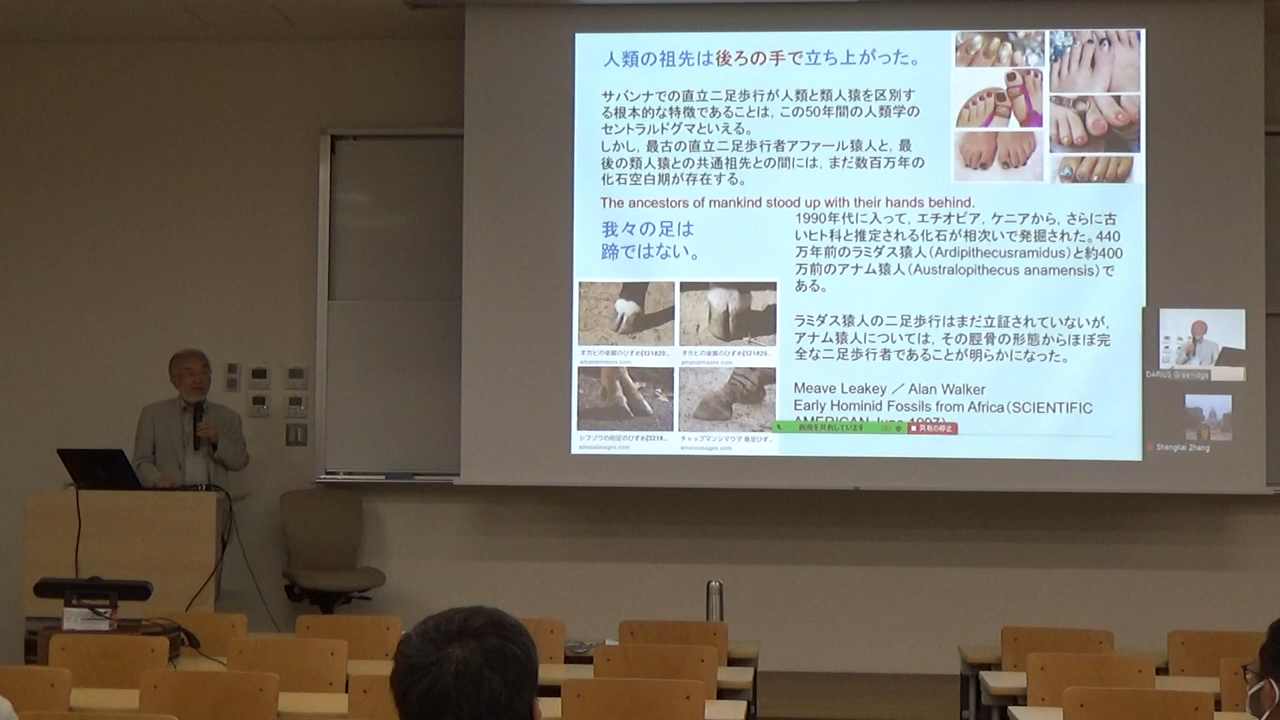 人類の祖先は後ろの手で立ち上がった。
サバンナでの直立二足歩行が人類と類人猿を区別す
る根本的な特徴であることは，この50年間の人類学の
セントラルドグマといえる。
しかし，最古の直立二足歩行者アファール猿人と，最
後の類人猿との共通祖先との間には，まだ数百万年の
化石空白期が存在する。
The ancestors of mankind stood up with their hands behind.
我々の足は
蹄ではない。
1990年代に入って，エチオピア，ケニアから，さらに古
いヒト科と推定される化石が相次いで発掘された。440
万年前のラミダス猿人（Ardipithecusramidus）と約400
万前のアナム猿人（Australopithecus anamensis）で
ある。
ラミダス猿人の二足歩行はまだ立証されていないが，
アナム猿人については，その脛骨の形態からほぼ完
全な二足歩行者であることが明らかになった。
Meave Leakey ／ Alan Walker
Early Hominid Fossils from Africa（SCIENTIFIC
AMERICAN June 1997）
オカピの後脚のひづめ[321820...
amanaimages.com
オカピの後脚のひづめ[321820...
amanaimages.com
シフゾウの前足のひづめ[3218...
amanaimages.com
チャップマンシマウマ 後足ひず...
amanaimages.com
画面を共有しています
共有の停止
DARIUS Greenidge
Shengkai Zhang